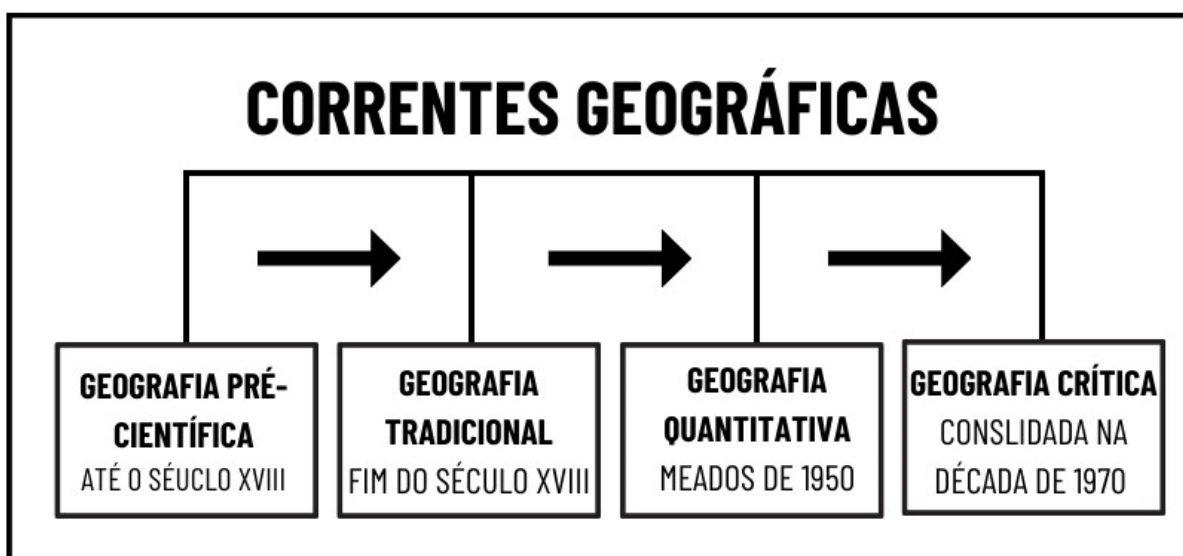 CORRENTES GEOGRÁFICAS
GEOGRAFIA PRÉ-
CIENTÍFICA
ATÉ O SÉUCLO XVIII
GEOGRAFIA
TRADICIONAL
FIM DO SÉCULO XVIII
GEOGRAFIA
QUANTITATIVA
MEADOS DE 1950
GEOGRAFIA CRÍTICA
CONSLIDADA NA
DÉCADA DE 1970